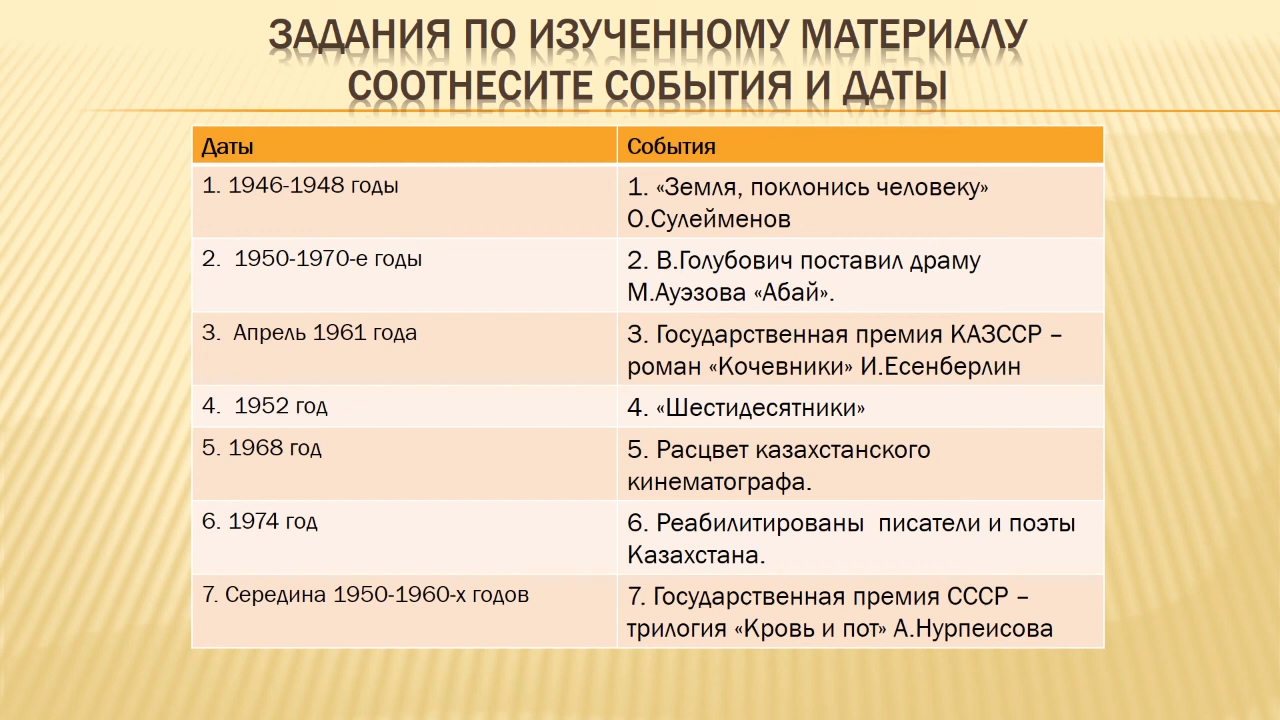 ЗАДАНИЯ ПО ИЗУЧЕННОМУ МАТЕРИАЛУ
СООТНЕСИТЕ СОБЫТИЯ И ДАТЫ
Даты
События
1. 1946-1948 годы
1. «Земля, поклонись человеку»
О.Сулейменов
2. 1950-1970-е годы
2. В.Голубович поставил драму
М.Ауэзова «Абай».
3. Апрель 1961 года
3. Государственная премия КАЗССР –
роман «Кочевники» И.Есенберлин
4. 1952 год
4. «Шестидесятники»
5. 1968 год
5. Расцвет казахстанского
кинематографа.
6. 1974 год
6. Реабилитированы писатели и поэты
Казахстана.
7. Середина 1950-1960-х годов
7. Государственная премия СССР –
трилогия «Кровь и пот» А.Нурпеисова